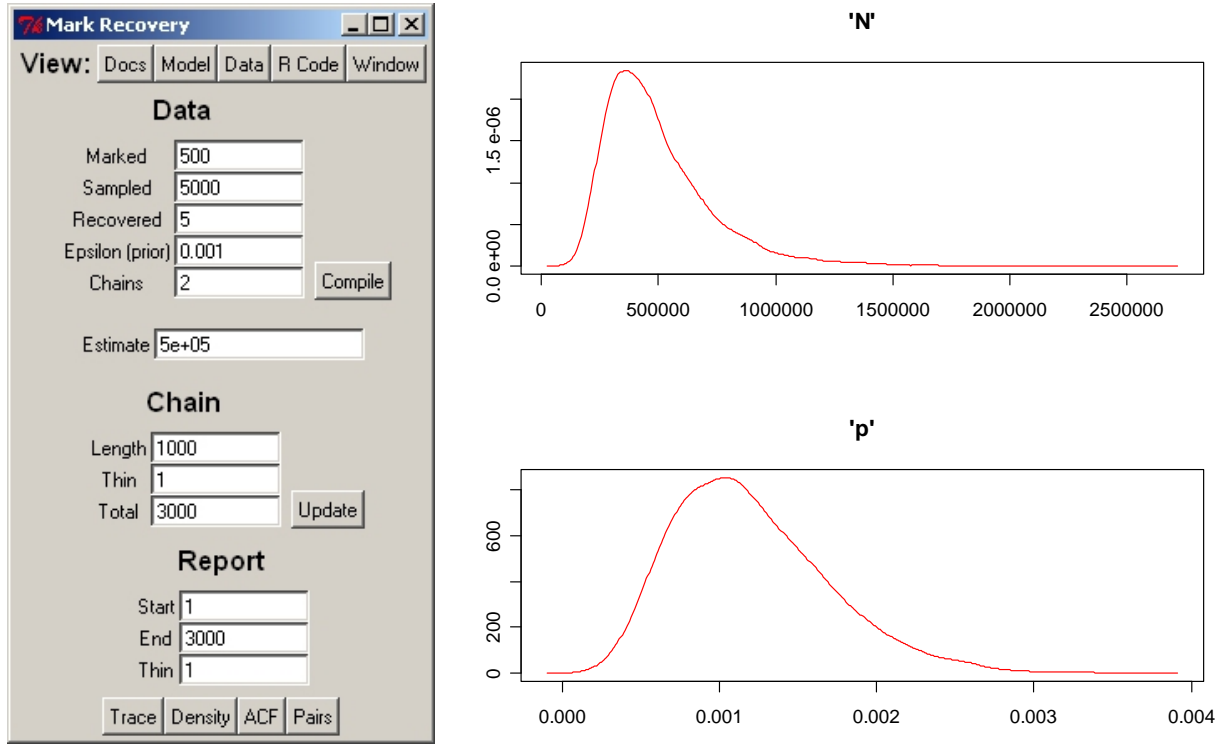 Mark Recovery
View: Docs Model Data R Code Window
Data
Marked 500
Sampled 5000
Recovered 5
Epsilon (prior) 0.001
Chains 2 Compile
Estimate 5e+05
Chain
Length 1000
Thin 1
Total 3000 Update
Report
Start 1
End 3000
Thin 1
Trace Density ACF Pairs
'N'
1.5 e-06
0.0 e+00
0 500000 1000000 1500000 2000000 2500000
'p'
600
200
0
0.000 0.001 0.002 0.003 0.004